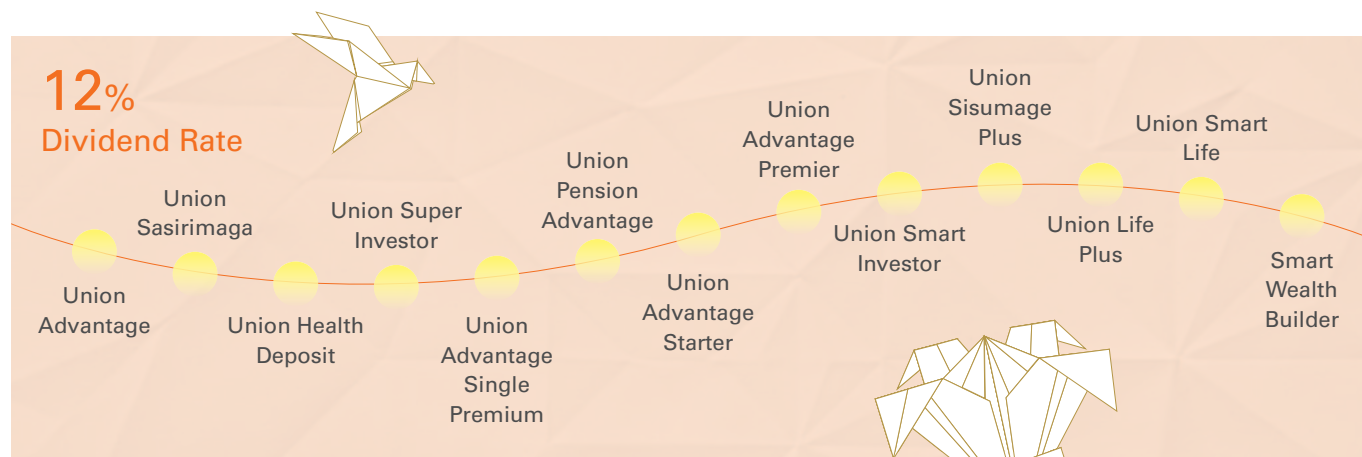 12%
Dividend Rate
Union
Advantage
Union
Sasirimaga
Union Health
Deposit
Union Super
Investor
Union
Advantage
Single
Premium
Union
Pension
Advantage
Union
Advantage
Starter
Union
Advantage
Premier
Union Smart
Investor
Union
Sisumage
Plus
Union Life
Plus
Union Smart
Life
Smart
Wealth
Builder